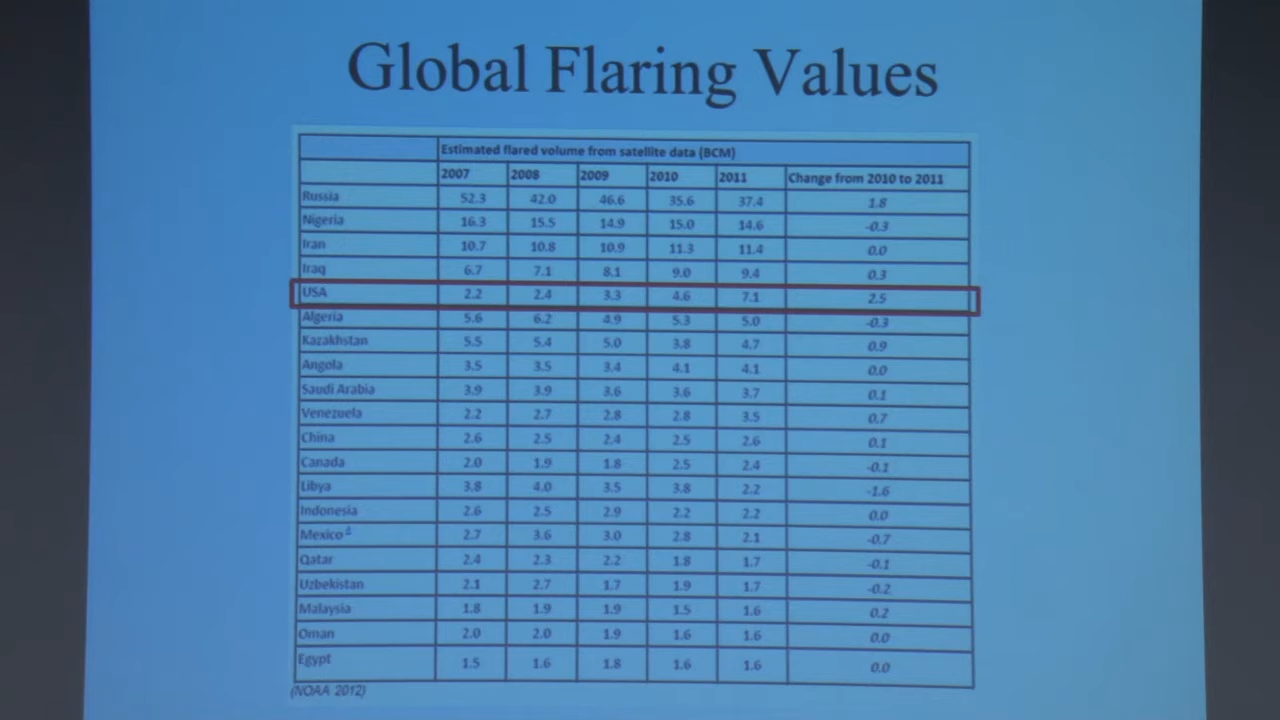 Global Flaring Values
Estimated flared volume from satellite data (BCM)
2007 2008 2009 2010 2011 Change from 2010 to 2011
Russia 52.3 42.0 46.6 35.6 37.4 1.8
Nigeria 16.3 15.5 14.9 15.0 14.6 -0.3
Iran 10.7 10.8 10.9 11.3 11.4 0.0
Iraq 6.7 7.1 8.1 9.0 9.4 0.3
USA 2.2 2.4 3.3 4.6 7.1 2.5
Algeria 5.6 6.2 4.9 5.3 5.0 -0.3
Kazakhstan 5.5 5.4 5.0 3.8 4.7 0.9
Angola 3.5 3.5 3.4 4.1 4.1 0.0
Saudi Arabia 3.9 3.9 3.6 3.6 3.7 0.1
Venezuela 2.2 2.7 2.8 2.8 3.5 0.7
China 2.6 2.5 2.4 2.5 2.6 0.1
Canada 2.0 1.9 1.8 2.5 2.4 -0.1
Libya 3.8 4.0 3.5 3.8 2.2 -1.6
Indonesia 2.6 2.5 2.9 2.2 2.2 0.0
Mexico 2.7 3.6 3.0 2.8 2.1 -0.7
Qatar 2.4 2.3 2.2 1.8 1.7 -0.1
Uzbekistan 2.1 2.7 1.7 1.9 1.7 -0.2
Malaysia 1.8 1.9 1.9 1.5 1.6 0.2
Oman 2.0 2.0 1.9 1.6 1.6 0.0
Egypt 1.5 1.6 1.8 1.6 1.6 0.0
(NOAA 2012)